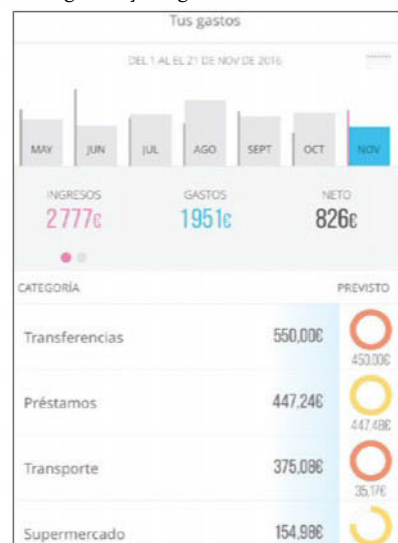 Tus gastos
DEL 1 AL EL 21 DE NOV DE 2016
MAY JUN JUL AGO SEPT OCT NOV
INGRESOS GASTOS NETO
2777€ 1951€ 826€
CATEGORÍA PREVISTO
Transferencias 550,00€
450,00€
Préstamos 447,24€
447,48€
Transporte 375,08€
35,17€
Supermercado 154,98€